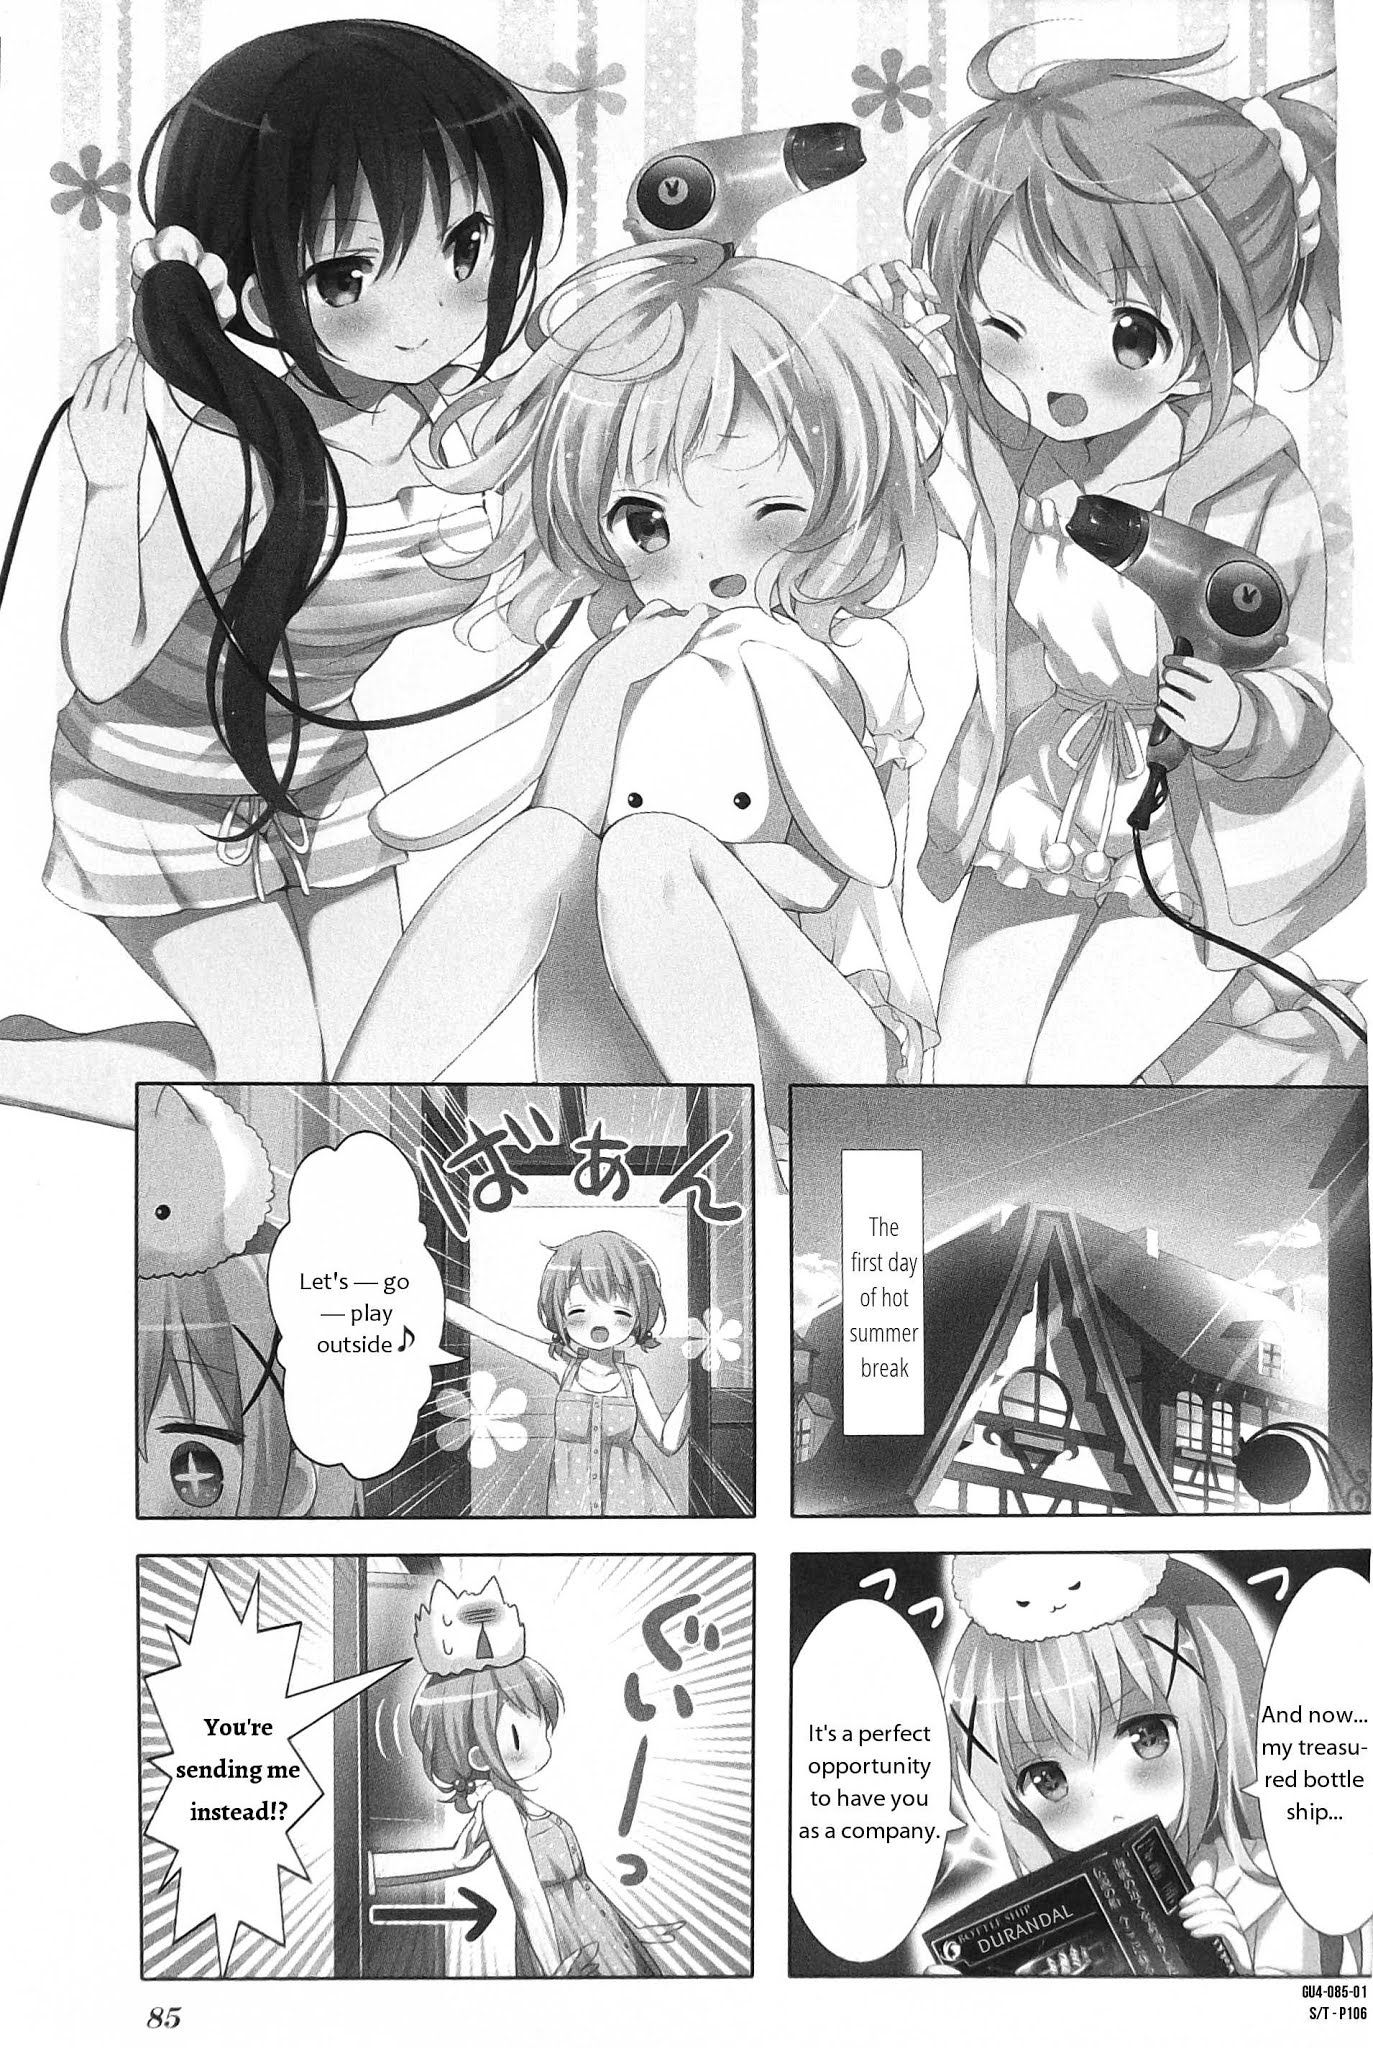 The
first day
of hot
summer
break
And now...
my treasu-
red bottle
ship...
It's a perfect
opportunity
to have you
as a company.
BOTTLE SHIP
DURANDAL
ばぁん
Let's — go
— play
outside♪
ぐいーっ
You're
sending me
instead!?
85
GU4-085-01
S/T - P106